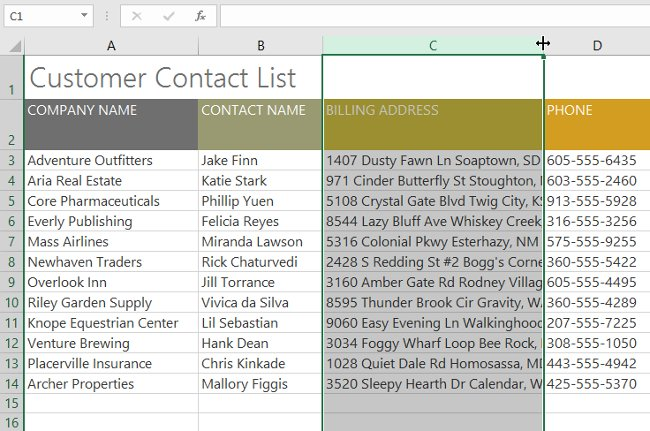 C1 fx
A B C D
1 Customer Contact List
2 COMPANY NAME CONTACT NAME BILLING ADDRESS PHONE
3 Adventure Outfitters Jake Finn 1407 Dusty Fawn Ln Soaptown, SD 605-555-6435
4 Aria Real Estate Katie Stark 971 Cinder Butterfly St Stoughton, 603-555-2460
5 Core Pharmaceuticals Phillip Yuen 5108 Crystal Gate Blvd Twig City, KS 913-555-5928
6 Everly Publishing Felicia Reyes 8544 Lazy Bluff Ave Whiskey Creek 316-555-3256
7 Mass Airlines Miranda Lawson 5316 Colonial Pkwy Esterhazy, NM 575-555-9255
8 Newhaven Traders Rick Chaturvedi 2428 S Redding St #2 Bogg's Corne 360-555-5422
9 Overlook Inn Jill Torrance 3160 Amber Gate Rd Rodney Villag 605-555-4495
10 Riley Garden Supply Vivica da Silva 8595 Thunder Brook Cir Gravity, WA 360-555-4289
11 Knope Equestrian Center Lil Sebastian 9060 Easy Evening Ln Walkinghood 207-555-7225
12 Venture Brewing Hank Dean 3034 Foggy Wharf Loop Bee Rock, 308-555-1050
13 Placerville Insurance Chris Kinkade 1028 Quiet Dale Rd Homosassa, MD 443-555-4942
14 Archer Properties Mallory Figgis 3520 Sleepy Hearth Dr Calendar, W 425-555-5370
15
16